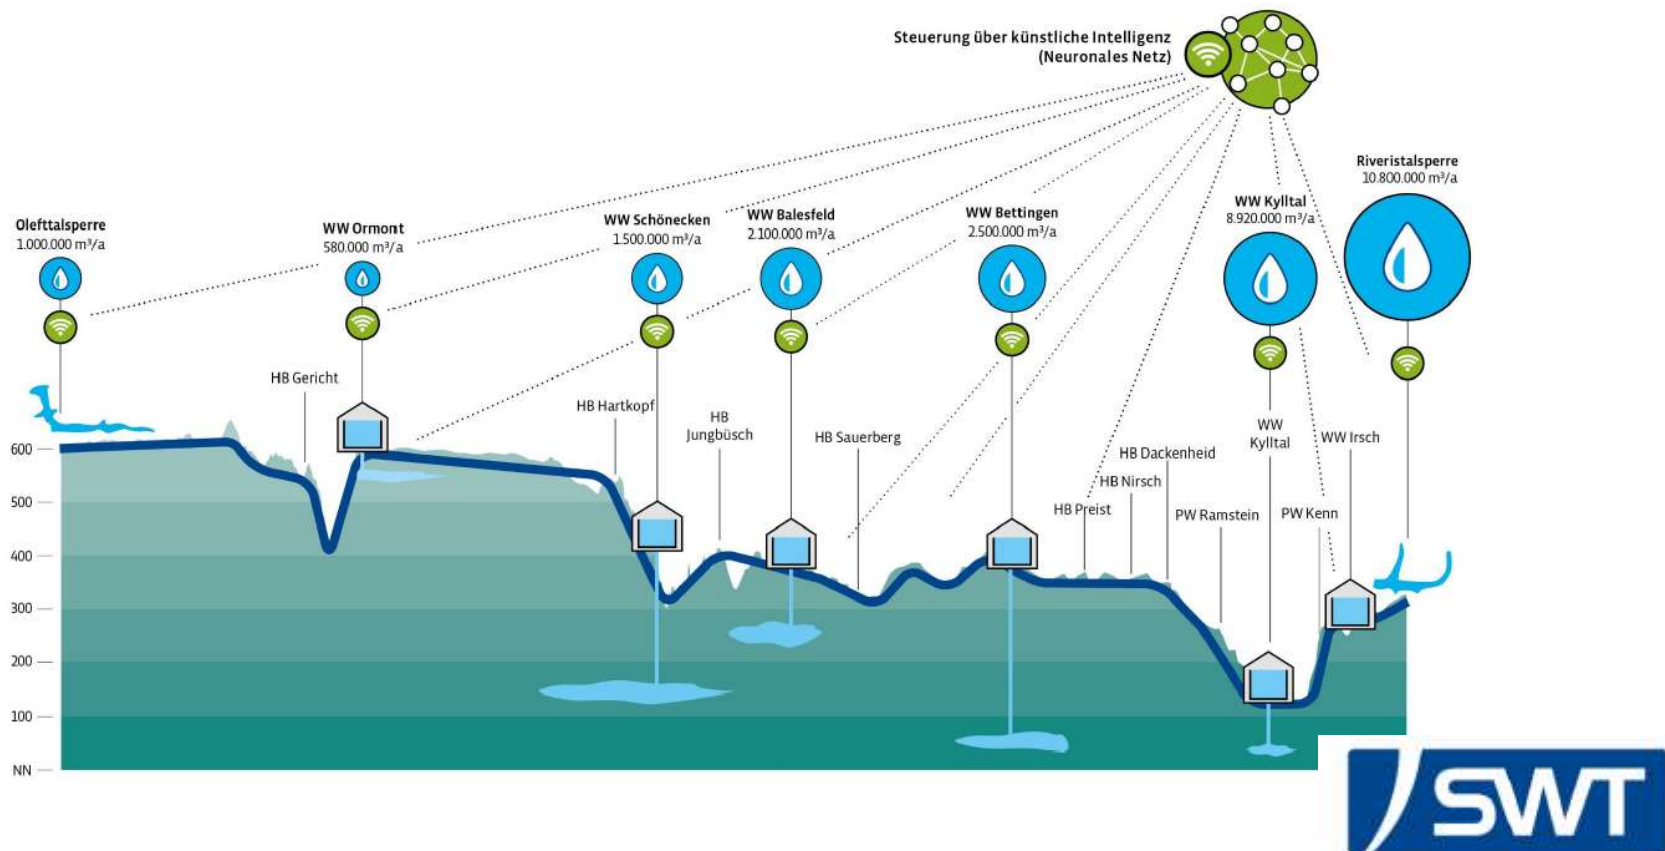 Steuerung über künstliche Intelligenz
(Neuronales Netz)
Riveristalsperre
10.800.000 m³/a
WW Kylltal
8.920.000 m³/a
WW Bettingen
2.500.000 m³/a
WW Balesfeld
2.100.000 m³/a
WW Schönecken
1.500.000 m³/a
WW Ormont
580.000 m³/a
Olefttalsperre
1.000.000 m³/a
HB Gericht
HB Hartkopf
HB
Jungbüsch
HB Sauerberg
HB Preist
HB Nirsch
HB Dackenheid
PW Ramstein
WW
Kylltal
PW Kenn
WW Irsch
600
500
400
300
200
100
NN
SWT